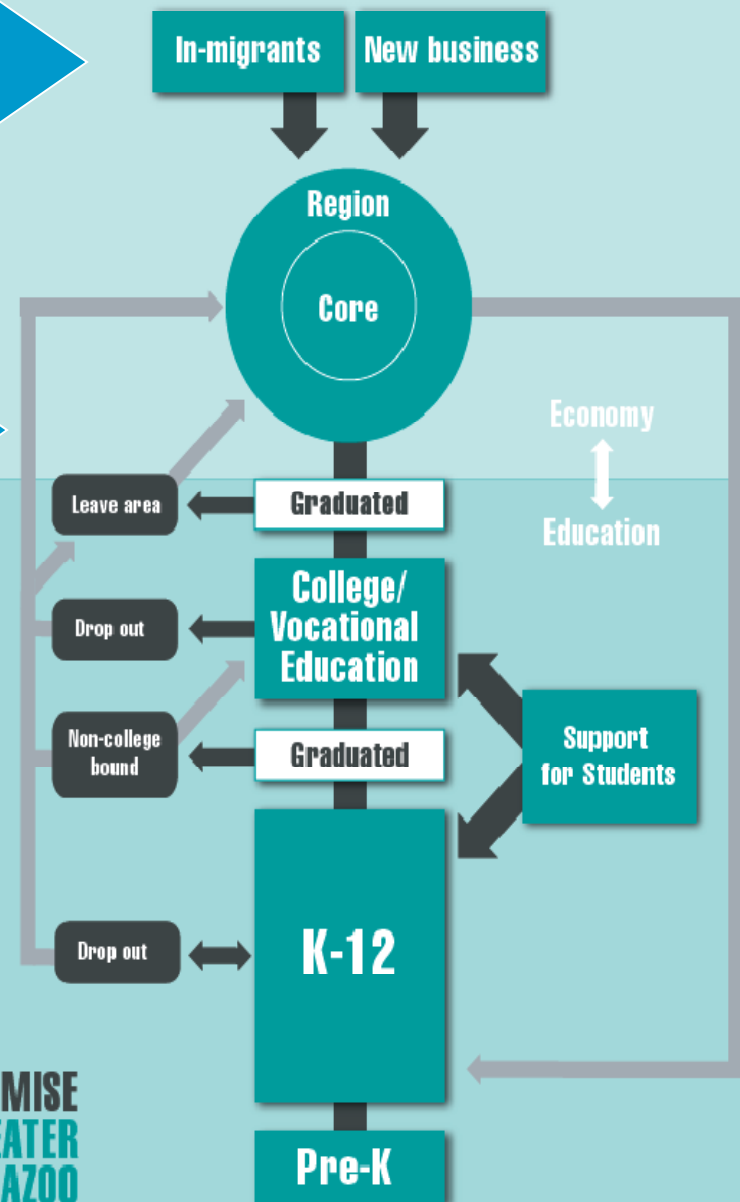 In-migrants
New business
Region
Core
Economy
Education
Leave area
Graduated
College/
Vocational
Education
Drop out
Non-college
bound
Graduated
Support
for Students
Drop out
K-12
MISE
EATER
AZOO
Pre-K